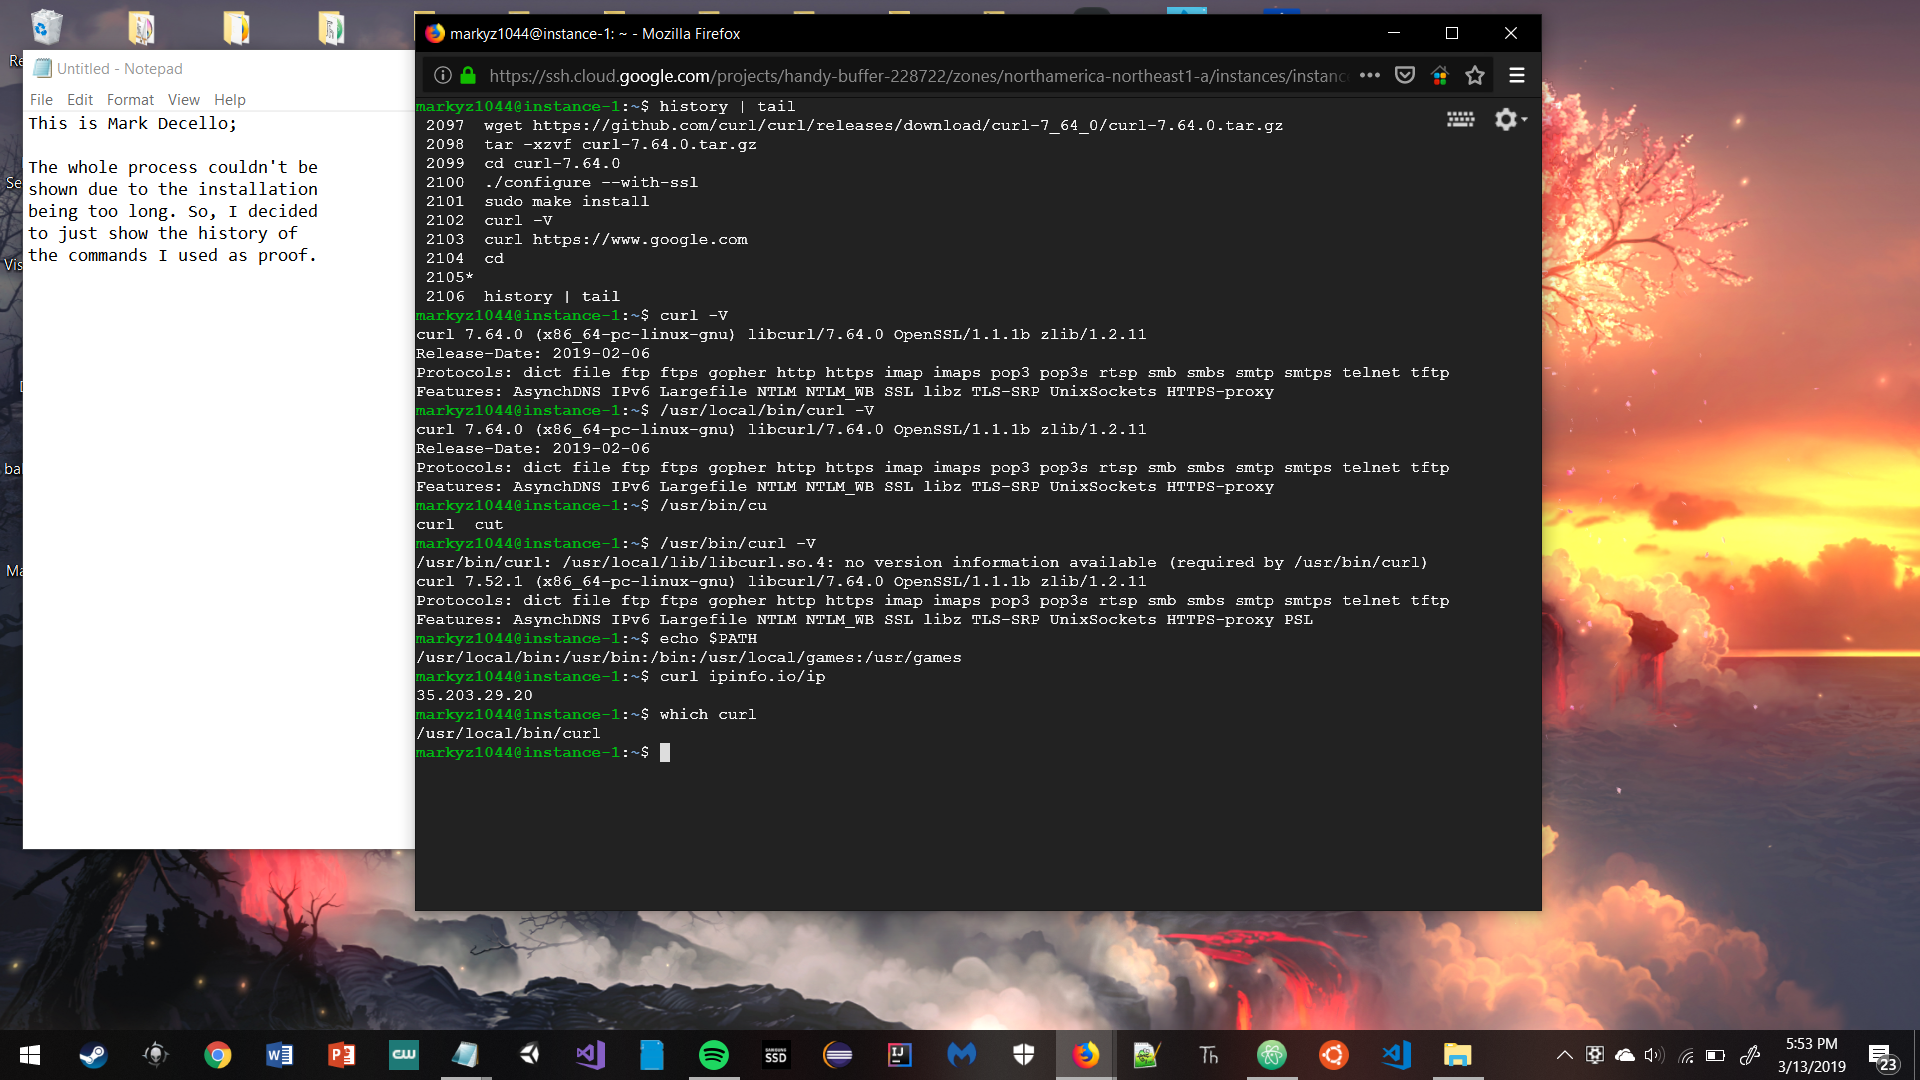 Re
Se
Vis
bal
Ma
Untitled - Notepad
File Edit Format View Help
This is Mark Decello;
The whole process couldn't be
shown due to the installation
being too long. So, I decided
to just show the history of
the commands I used as proof.
markyz1044@instance-1: ~ - Mozilla Firefox
https://ssh.cloud.google.com/projects/handy-buffer-228722/zones/northamerica-northeast1-a/instances/instanc
markyz1044@instance-1:~$ history | tail
2097 wget https://github.com/curl/curl/releases/download/curl-7_64_0/curl-7.64.0.tar.gz
2098 tar -xzvf curl-7.64.0.tar.gz
2099 cd curl-7.64.0
2100 ./configure --with-ssl
2101 sudo make install
2102 curl -V
2103 curl https://www.google.com
2104 cd
2105*
2106 history | tail
markyz1044@instance-1:~$ curl -V
curl 7.64.0 (x86_64-pc-linux-gnu) libcurl/7.64.0 OpenSSL/1.1.1b zlib/1.2.11
Release-Date: 2019-02-06
Protocols: dict file ftp ftps gopher http https imap imaps pop3 pop3s rtsp smb smbs smtp smtps telnet tftp
Features: AsynchDNS IPv6 Largefile NTLM NTLM_WB SSL libz TLS-SRP UnixSockets HTTPS-proxy
markyz1044@instance-1:~$ /usr/local/bin/curl -V
curl 7.64.0 (x86_64-pc-linux-gnu) libcurl/7.64.0 OpenSSL/1.1.1b zlib/1.2.11
Release-Date: 2019-02-06
Protocols: dict file ftp ftps gopher http https imap imaps pop3 pop3s rtsp smb smbs smtp smtps telnet tftp
Features: AsynchDNS IPv6 Largefile NTLM NTLM_WB SSL libz TLS-SRP UnixSockets HTTPS-proxy
markyz1044@instance-1:~$ /usr/bin/cu
curl cut
markyz1044@instance-1:~$ /usr/bin/curl -V
/usr/bin/curl: /usr/local/lib/libcurl.so.4: no version information available (required by /usr/bin/curl)
curl 7.52.1 (x86_64-pc-linux-gnu) libcurl/7.64.0 OpenSSL/1.1.1b zlib/1.2.11
Protocols: dict file ftp ftps gopher http https imap imaps pop3 pop3s rtsp smb smbs smtp smtps telnet tftp
Features: AsynchDNS IPv6 Largefile NTLM NTLM_WB SSL libz TLS-SRP UnixSockets HTTPS-proxy PSL
markyz1044@instance-1:~$ echo $PATH
/usr/local/bin:/usr/bin:/bin:/usr/local/games:/usr/games
markyz1044@instance-1:~$ curl ipinfo.io/ip
35.203.29.20
markyz1044@instance-1:~$ which curl
/usr/local/bin/curl
markyz1044@instance-1:~$
CW
SAMSUNG
SSD
IJ
Th
5:53 PM
3/13/2019
23